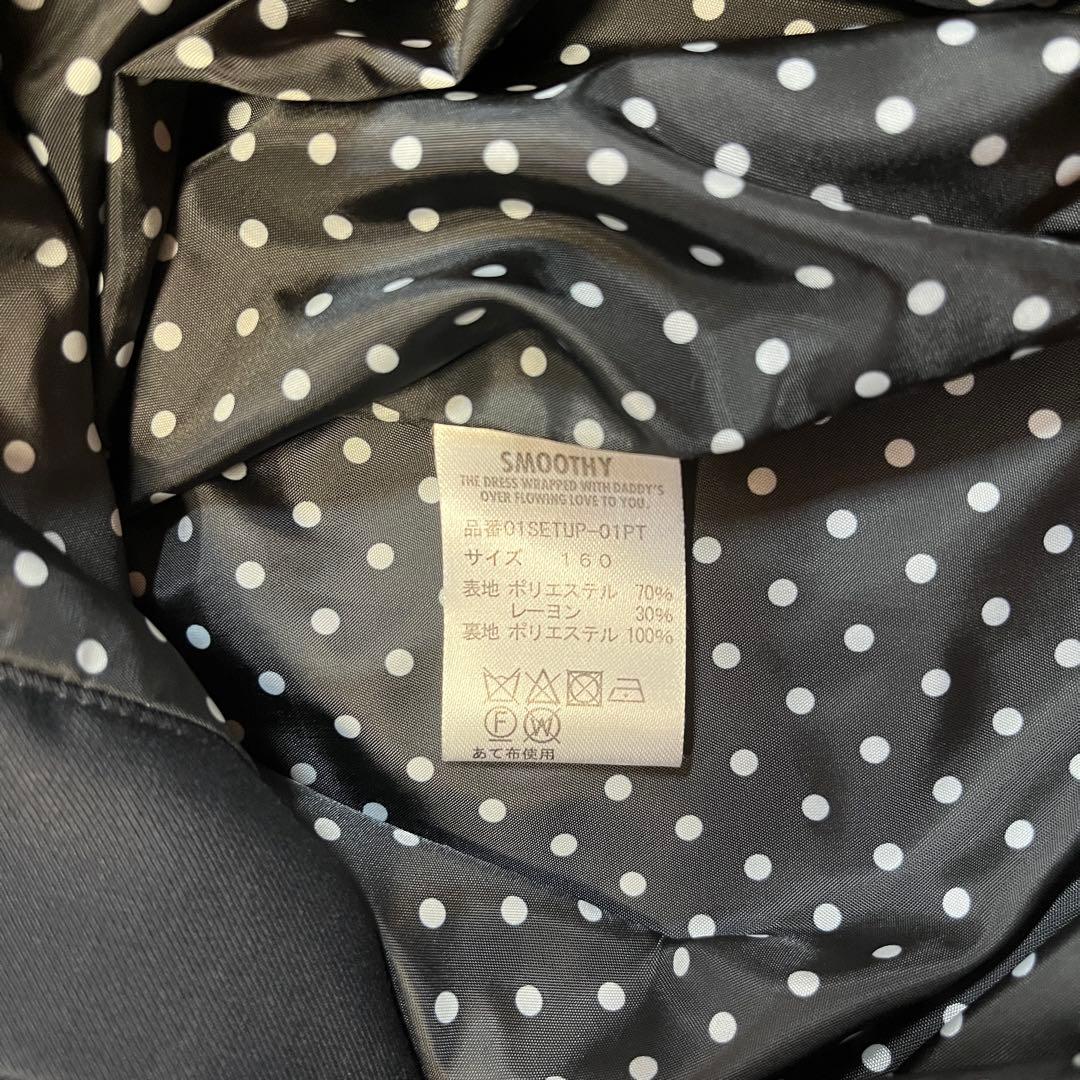 SMOOTHY
THE DRESS WRAPPED WITH DADDY'S
OVER FLOWING LOVE TO YOU.
品番01SETUP-01PT
サイズ 160
表地 ポリエステル 70%
レーヨン 30%
裏地 ポリエステル 100%
F W
あて布使用